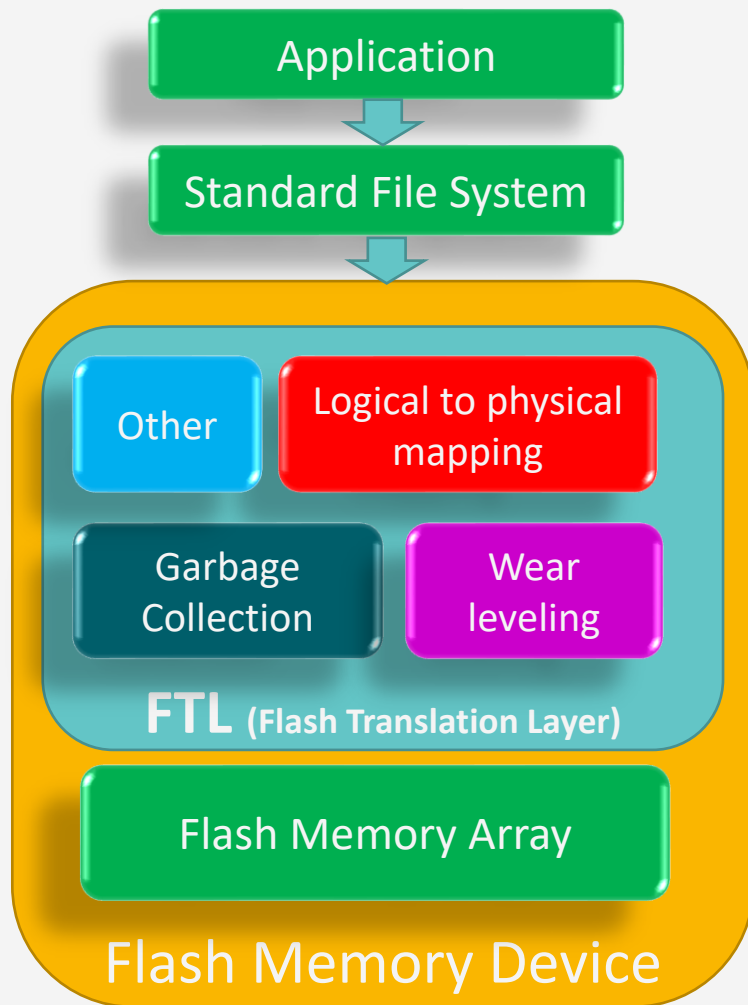 Application
Standard File System
Other
Logical to physical
mapping
Garbage
Collection
Wear
leveling
FTL (Flash Translation Layer)
Flash Memory Array
Flash Memory Device